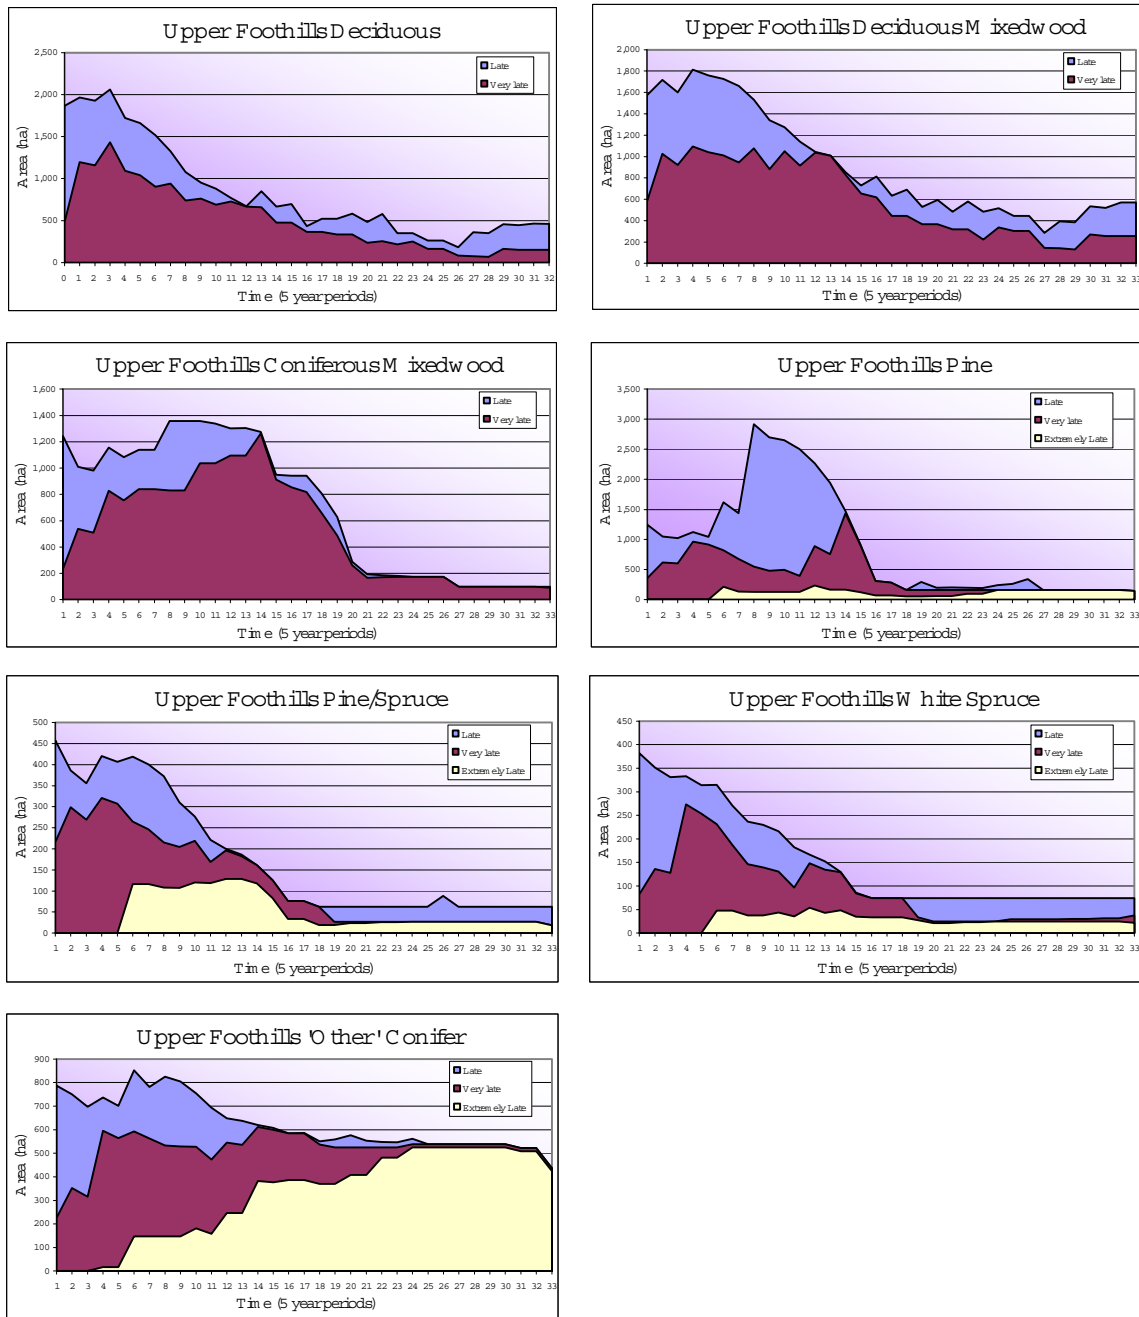 Upper Foothills Deciduous
2,500
2,000
1,500
1,000
500
0
Area (ha)
Late
Very late
0 1 2 3 4 5 6 7 8 9 10 11 12 13 14 15 16 17 18 19 20 21 22 23 24 25 26 27 28 29 30 31 32
Time (5 year periods)
Upper Foothills Deciduous Mixedwood
2,000
1,800
1,600
1,400
1,200
1,000
800
600
400
200
0
Area (ha)
Late
Very late
1 2 3 4 5 6 7 8 9 10 11 12 13 14 15 16 17 18 19 20 21 22 23 24 25 26 27 28 29 30 31 32 33
Time (5 year periods)
Upper Foothills Coniferous Mixedwood
1,600
1,400
1,200
1,000
800
600
400
200
0
Area (ha)
Late
Very late
1 2 3 4 5 6 7 8 9 10 11 12 13 14 15 16 17 18 19 20 21 22 23 24 25 26 27 28 29 30 31 32 33
Time (5 year periods)
Upper Foothills Pine
3,500
3,000
2,500
2,000
1,500
1,000
500
0
Area (ha)
Late
Very late
Extremely Late
1 2 3 4 5 6 7 8 9 10 11 12 13 14 15 16 17 18 19 20 21 22 23 24 25 26 27 28 29 30 31 32 33
Time (5 year periods)
Upper Foothills Pine/Spruce
500
450
400
350
300
250
200
150
100
50
0
Area (ha)
Late
Very late
Extremely Late
1 2 3 4 5 6 7 8 9 10 11 12 13 14 15 16 17 18 19 20 21 22 23 24 25 26 27 28 29 30 31 32 33
Time (5 year periods)
Upper Foothills White Spruce
450
400
350
300
250
200
150
100
50
0
Area (ha)
Late
Very late
Extremely Late
1 2 3 4 5 6 7 8 9 10 11 12 13 14 15 16 17 18 19 20 21 22 23 24 25 26 27 28 29 30 31 32 33
Time (5 year periods)
Upper Foothills 'Other' Conifer
900
800
700
600
500
400
300
200
100
0
Area (ha)
Late
Very late
Extremely Late
1 2 3 4 5 6 7 8 9 10 11 12 13 14 15 16 17 18 19 20 21 22 23 24 25 26 27 28 29 30 31 32 33
Time (5 year periods)